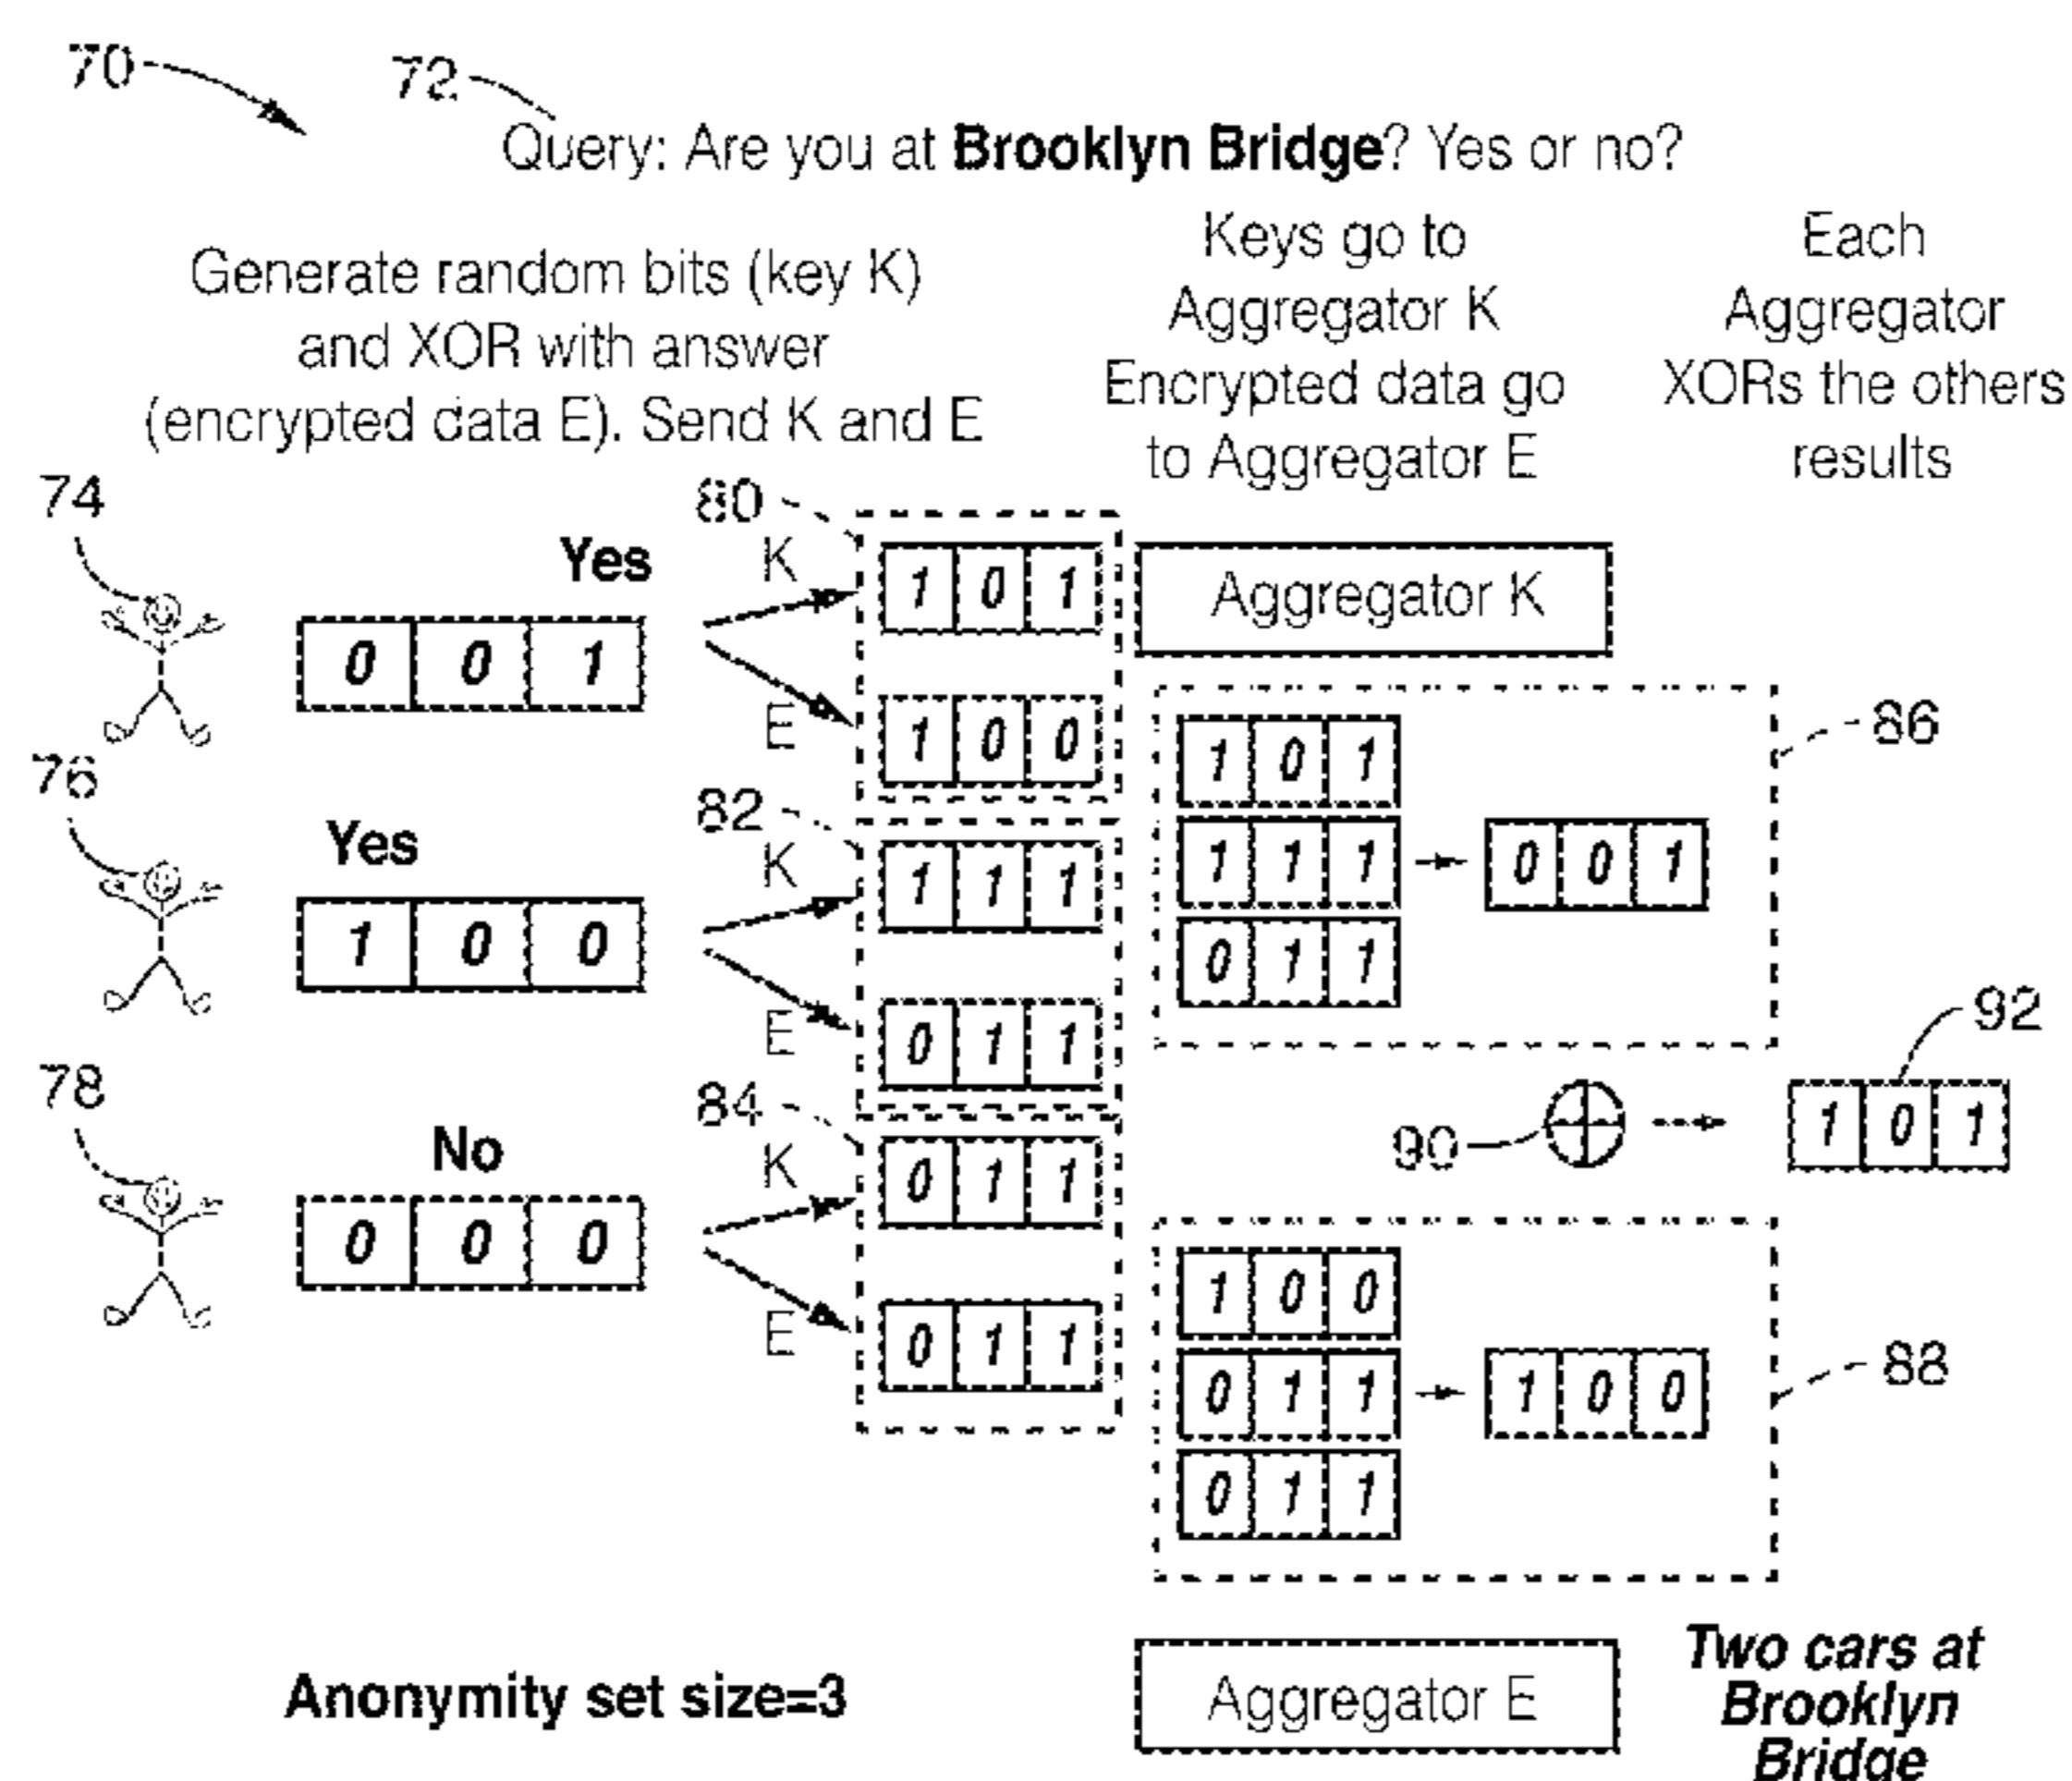 70
72
Query: Are you at Brooklyn Bridge? Yes or no?
Generate random bits (key K)
and XOR with answer
(encrypted data E). Send K and E
Keys go to
Aggregator K
Encrypted data go
to Aggregator E
Each
Aggregator
XORs the others
results
74
Yes
0 0 1
80
K
1 0 1
E
1 0 0
Aggregator K
76
Yes
1 0 0
82
K
1 1 1
E
0 1 1
86
1 0 1
1 1 1
0 1 1
0 0 1
78
No
0 0 0
84
K
0 1 1
E
0 1 1
90
92
1 0 1
88
1 0 0
0 1 1
0 1 1
1 0 0
Anonymity set size=3
Aggregator E
Two cars at
Brooklyn
Bridge